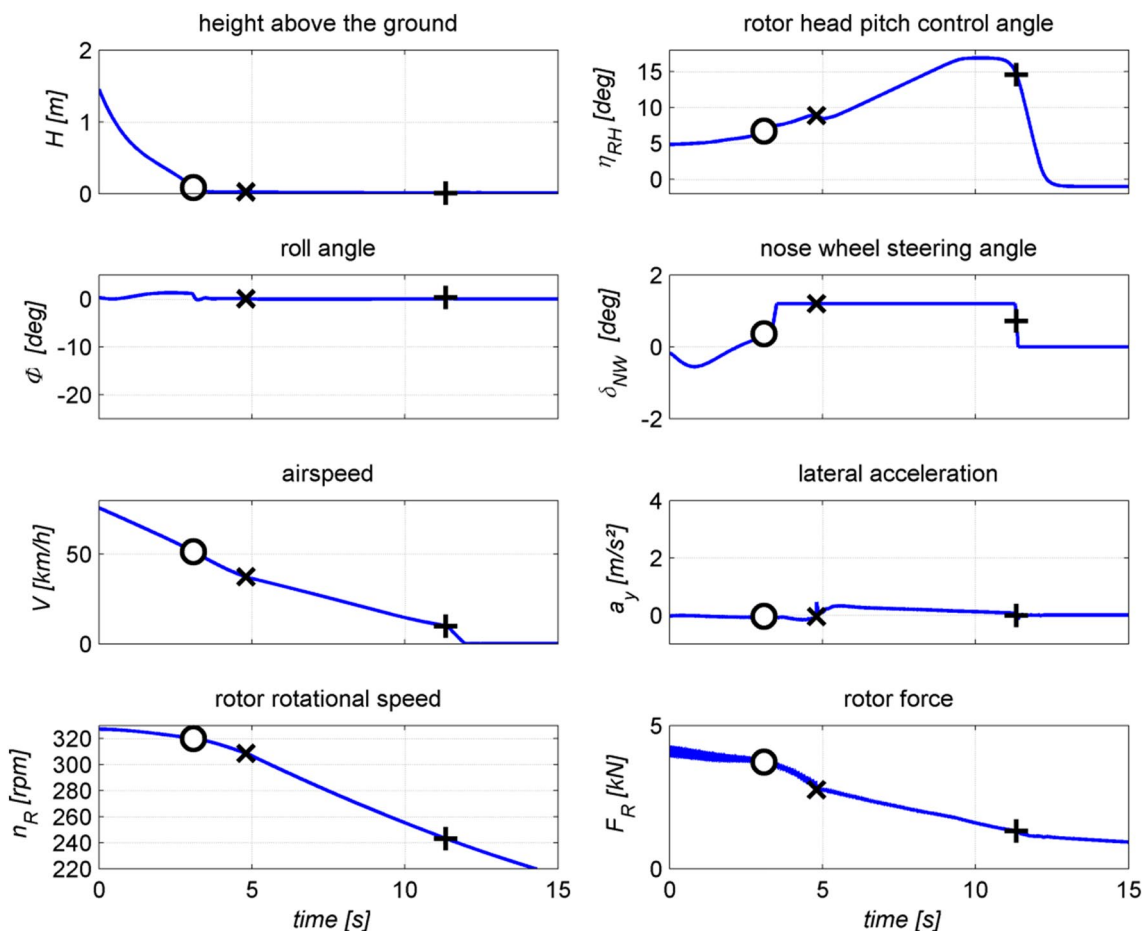 height above the ground
2
1
0
H [m]
rotor head pitch control angle
15
10
5
0
η_RH [deg]
roll angle
0
-10
-20
Φ [deg]
nose wheel steering angle
2
0
-2
δ_NW [deg]
airspeed
50
0
V [km/h]
lateral acceleration
4
2
0
a_y [m/s²]
rotor rotational speed
320
300
280
260
240
220
n_R [rpm]
0 5 10 15
time [s]
rotor force
5
0
F_R [kN]
0 5 10 15
time [s]